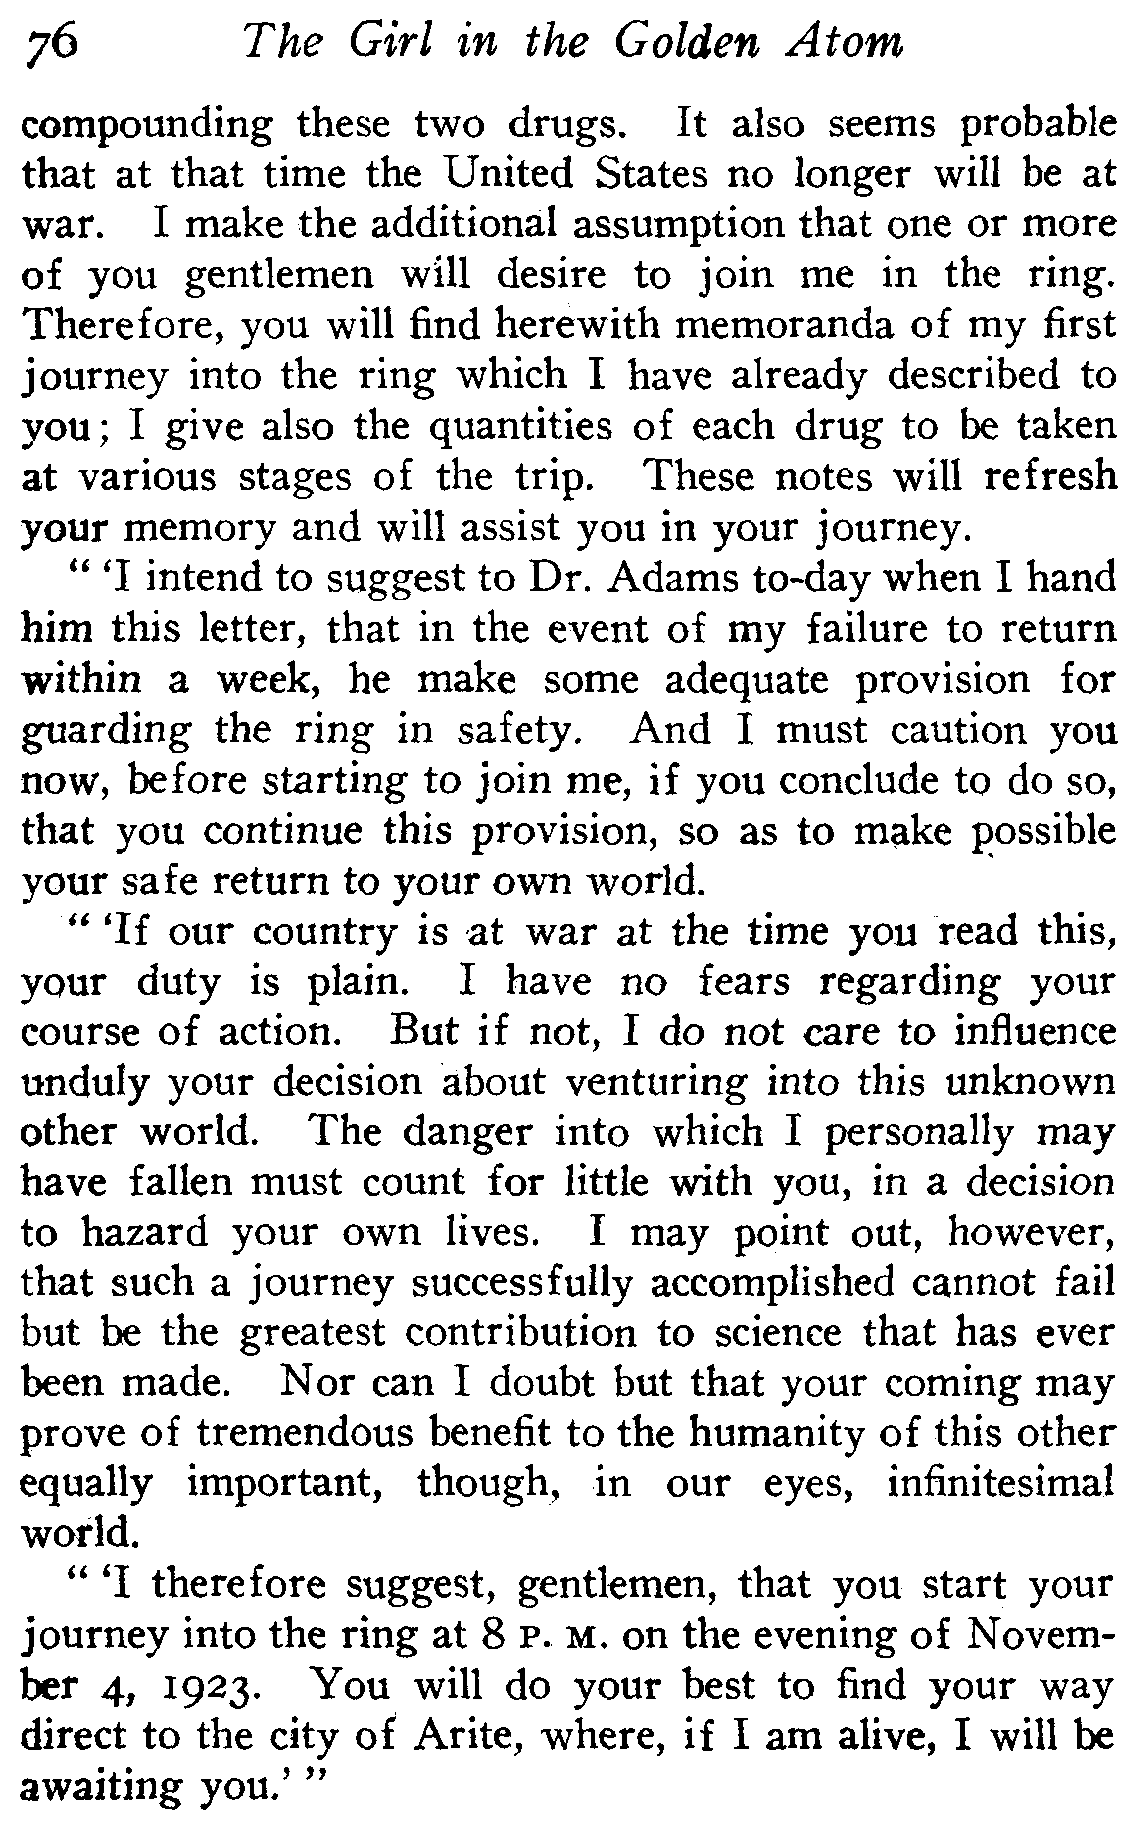 76 The Girl in the Golden Atom
compounding these two drugs. It also seems probable
that at that time the United States no longer will be at
war. I make the additional assumption that one or more
of you gentlemen will desire to join me in the ring.
Therefore, you will find herewith memoranda of my first
journey into the ring which I have already described to
you; I give also the quantities of each drug to be taken
at various stages of the trip. These notes will refresh
your memory and will assist you in your journey.
“ ‘I intend to suggest to Dr. Adams to-day when I hand
him this letter, that in the event of my failure to return
within a week, he make some adequate provision for
guarding the ring in safety. And I must caution you
now, before starting to join me, if you conclude to do so,
that you continue this provision, so as to make possible
your safe return to your own world.
“ ‘If our country is at war at the time you read this,
your duty is plain. I have no fears regarding your
course of action. But if not, I do not care to influence
unduly your decision about venturing into this unknown
other world. The danger into which I personally may
have fallen must count for little with you, in a decision
to hazard your own lives. I may point out, however,
that such a journey successfully accomplished cannot fail
but be the greatest contribution to science that has ever
been made. Nor can I doubt but that your coming may
prove of tremendous benefit to the humanity of this other
equally important, though, in our eyes, infinitesimal
world.
“ ‘I therefore suggest, gentlemen, that you start your
journey into the ring at 8 P. M. on the evening of Novem-
ber 4, 1923. You will do your best to find your way
direct to the city of Arite, where, if I am alive, I will be
awaiting you.’ ”